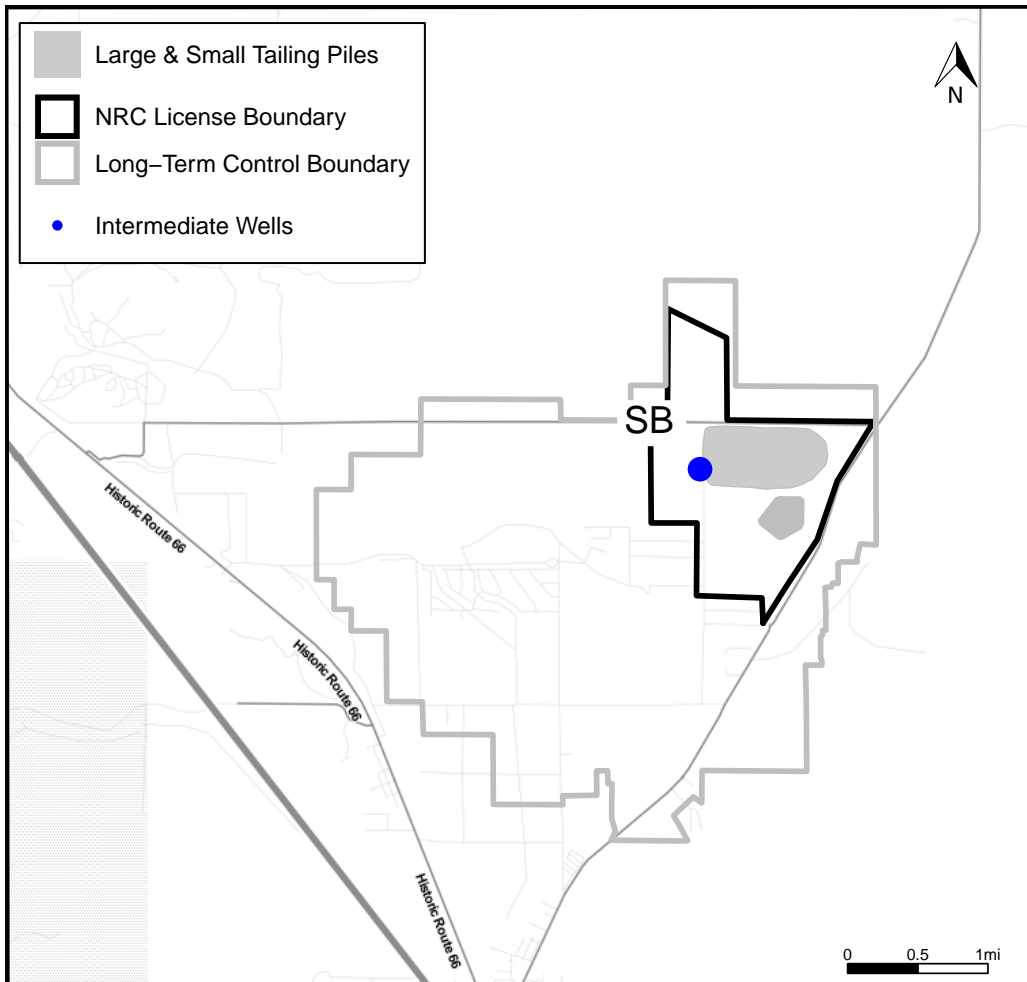 Large & Small Tailing Piles
NRC License Boundary
Long−Term Control Boundary
Intermediate Wells
N
SB
Historic Route 66
Historic Route 66
Historic Route 66
0 0.5 1mi